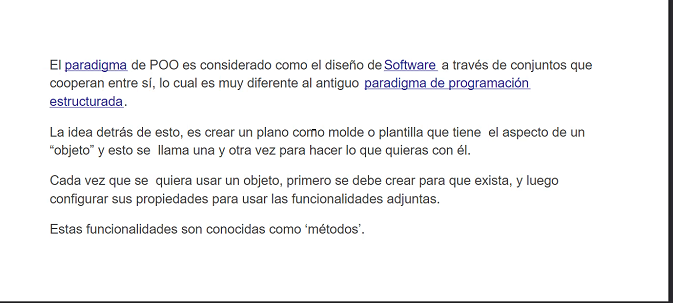 El paradigma de POO es considerado como el diseño de Software a través de conjuntos que
cooperan entre sí, lo cual es muy diferente al antiguo paradigma de programación
estructurada.
La idea detrás de esto, es crear un plano como molde o plantilla que tiene el aspecto de un
“objeto” y esto se llama una y otra vez para hacer lo que quieras con él.
Cada vez que se quiera usar un objeto, primero se debe crear para que exista, y luego
configurar sus propiedades para usar las funcionalidades adjuntas.
Estas funcionalidades son conocidas como ‘métodos’.